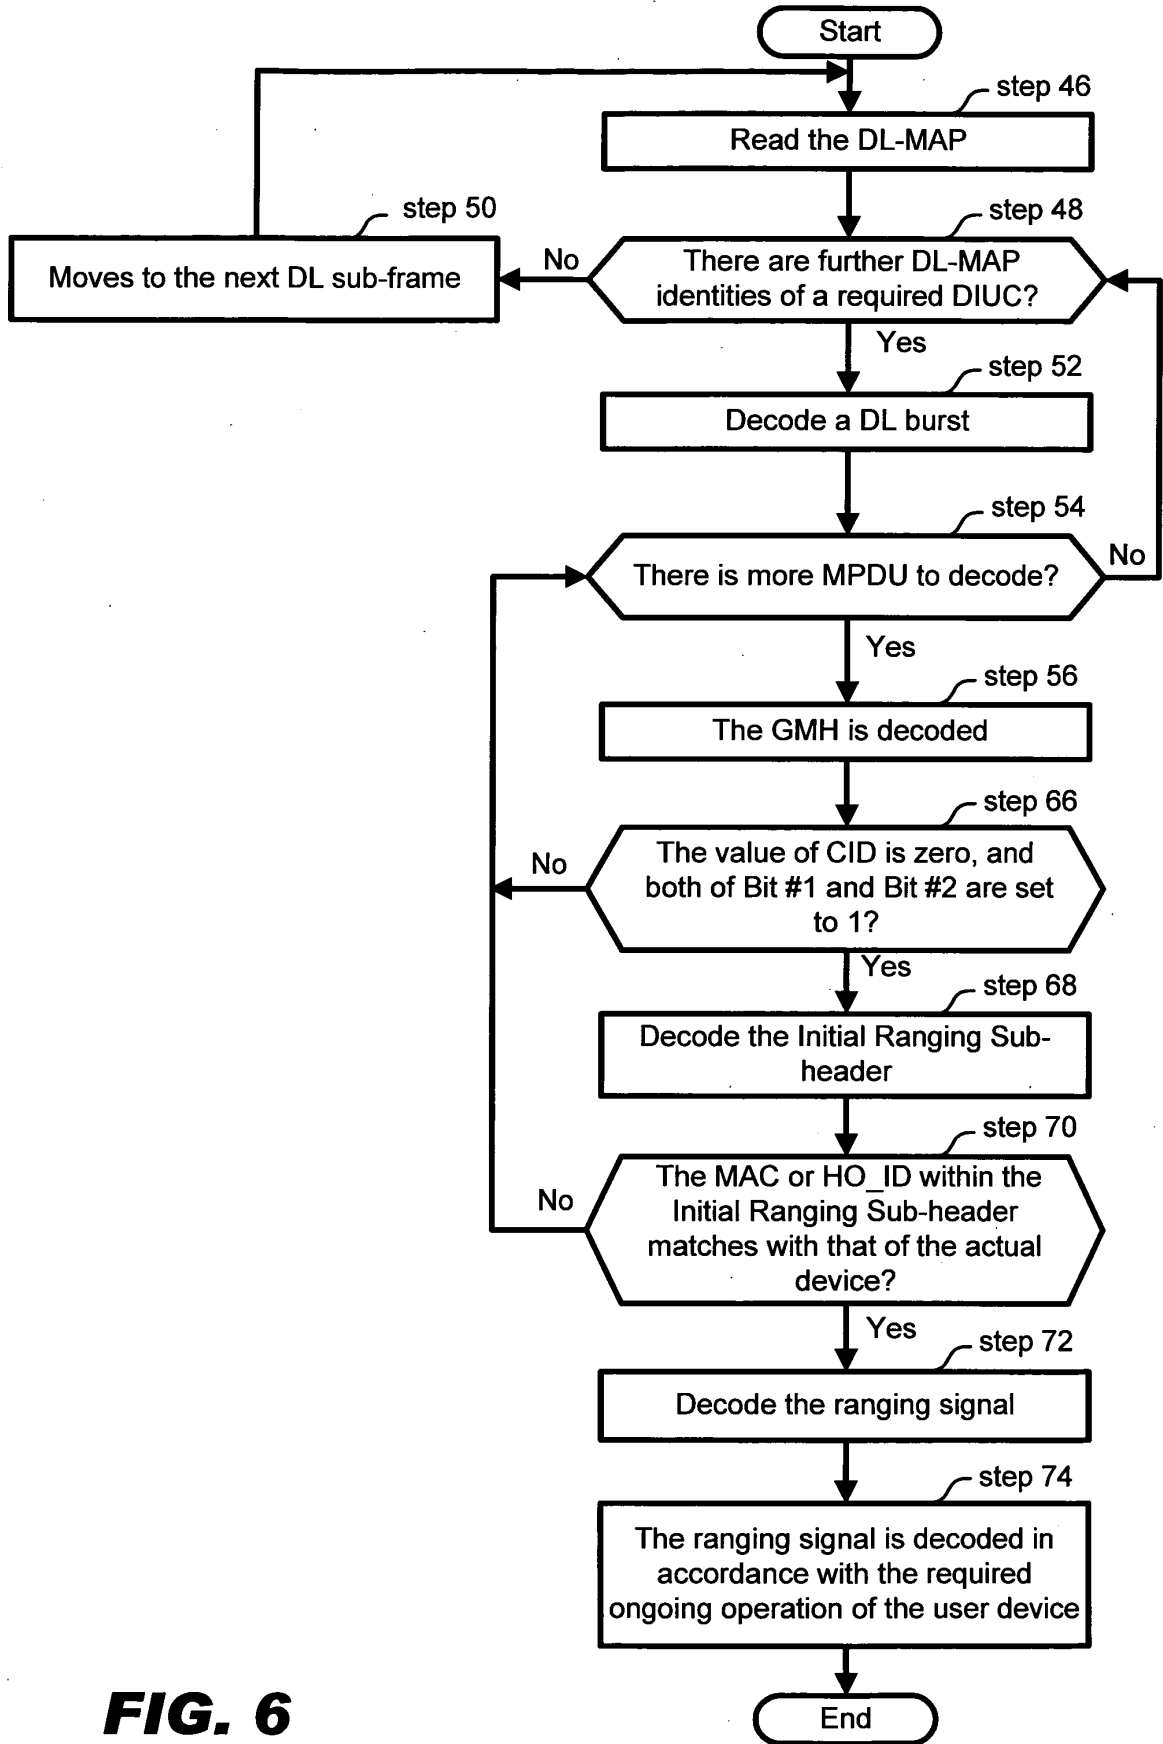 Start
step 46
Read the DL-MAP
step 50
step 48
Moves to the next DL sub-frame
No
There are further DL-MAP
identities of a required DIUC?
Yes
step 52
Decode a DL burst
step 54
No
There is more MPDU to decode?
Yes
step 56
The GMH is decoded
step 66
No
The value of CID is zero, and
both of Bit #1 and Bit #2 are set
to 1?
Yes
step 68
Decode the Initial Ranging Sub-
header
step 70
No
The MAC or HO_ID within the
Initial Ranging Sub-header
matches with that of the actual
device?
Yes
step 72
Decode the ranging signal
step 74
The ranging signal is decoded in
accordance with the required
ongoing operation of the user device
End
FIG. 6